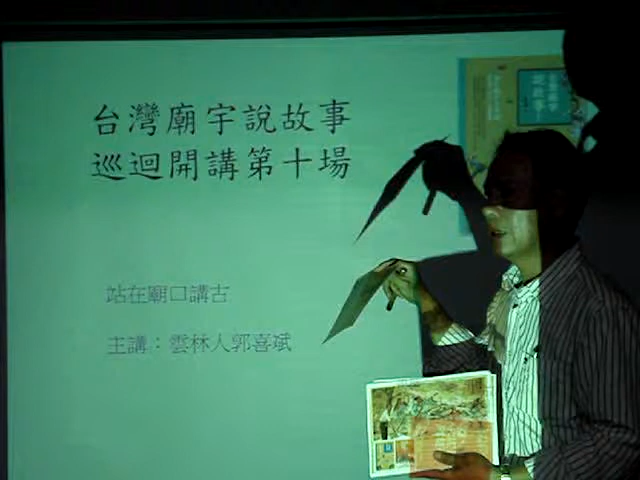 台灣廟宇說故事
巡迴開講第十場
站在廟口講古
主講：雲林人郭喜斌